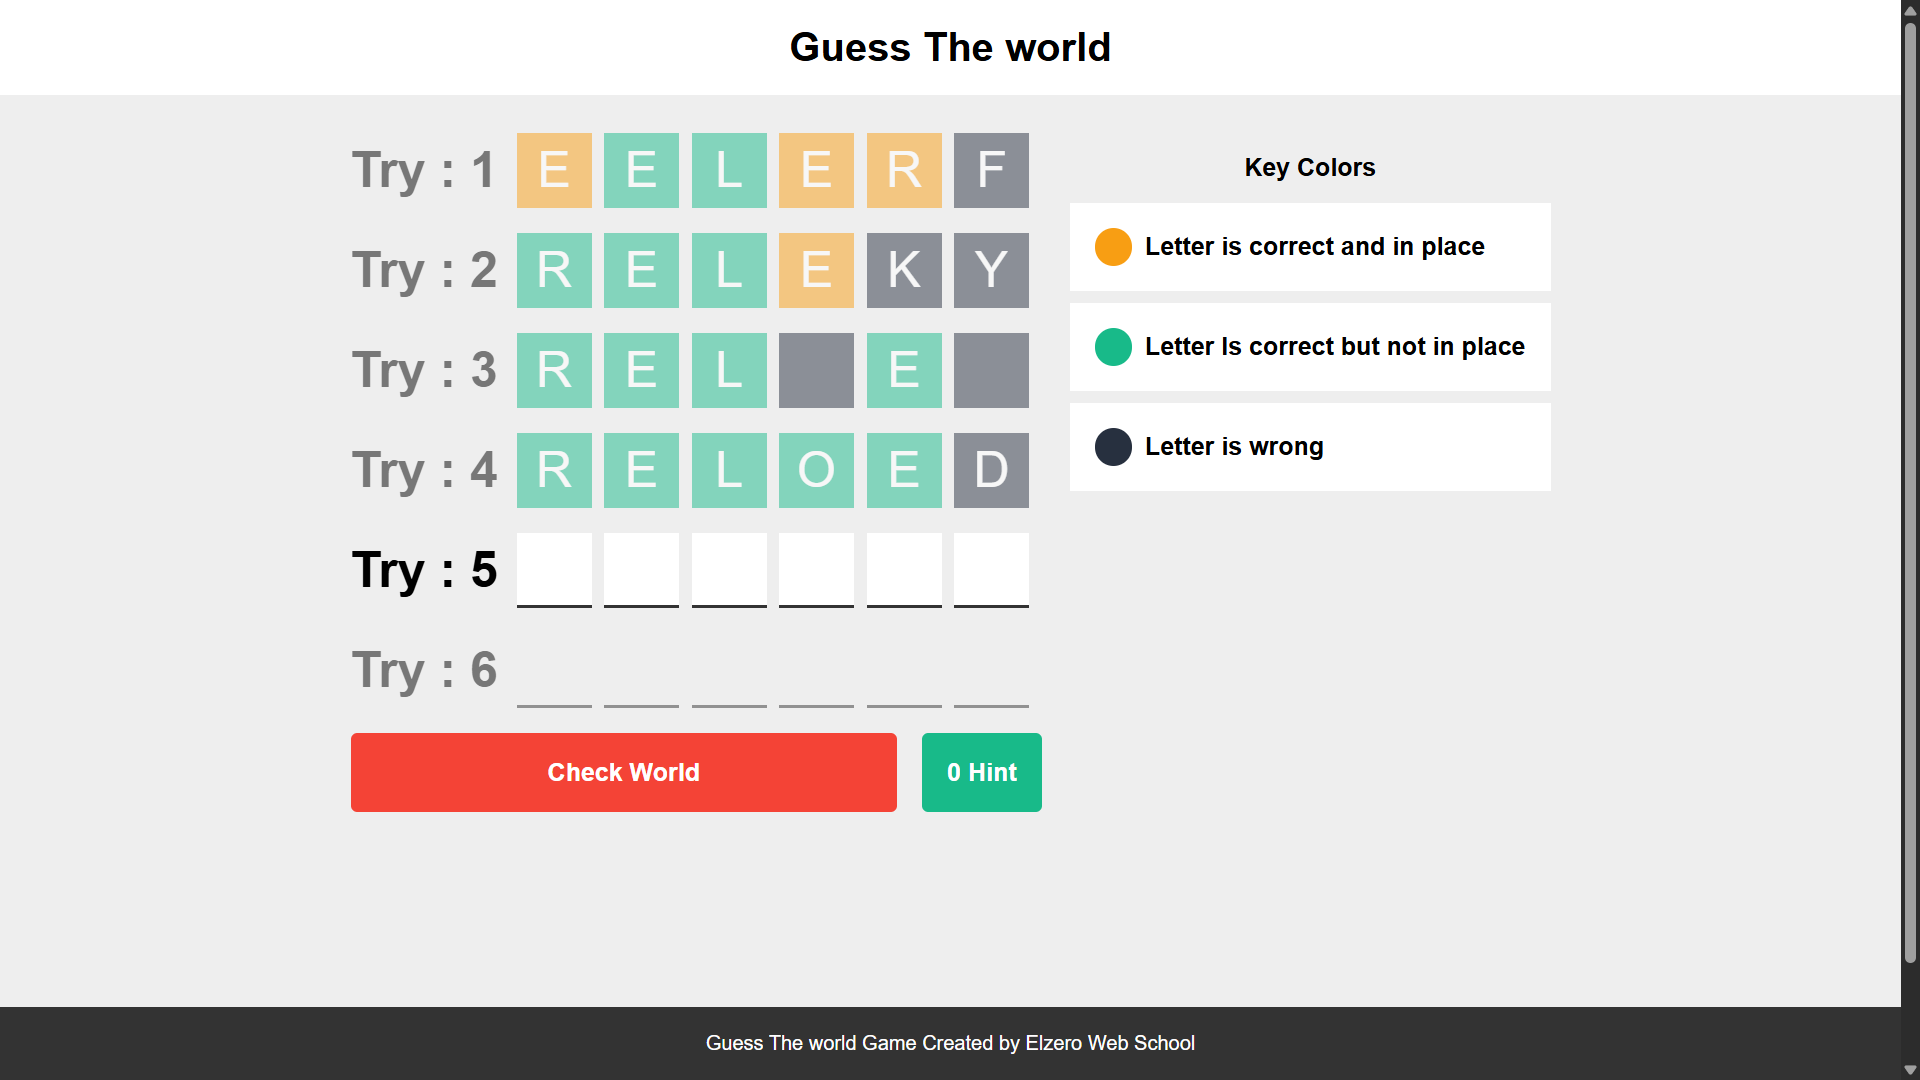 Guess The world
Try : 1 E E L E R F
Try : 2 R E L E K Y
Try : 3 R E L E
Try : 4 R E L O E D
Try : 5
Try : 6
Check World
0 Hint
Key Colors
Letter is correct and in place
Letter Is correct but not in place
Letter is wrong
Guess The world Game Created by Elzero Web School